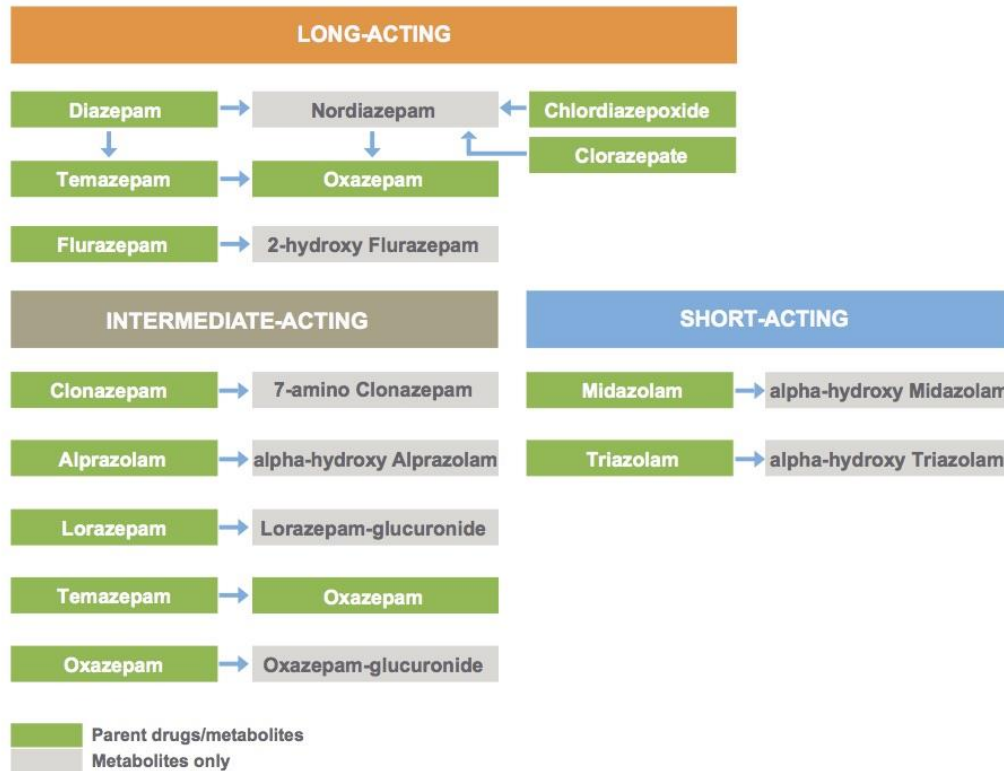 LONG-ACTING
Diazepam
Nordiazepam
Chlordiazepoxide
Clorazepate
Temazepam
Oxazepam
Flurazepam
2-hydroxy Flurazepam
INTERMEDIATE-ACTING
SHORT-ACTING
Clonazepam
7-amino Clonazepam
Midazolam
alpha-hydroxy Midazolam
Alprazolam
alpha-hydroxy Alprazolam
Triazolam
alpha-hydroxy Triazolam
Lorazepam
Lorazepam-glucuronide
Temazepam
Oxazepam
Oxazepam
Oxazepam-glucuronide
Parent drugs/metabolites
Metabolites only